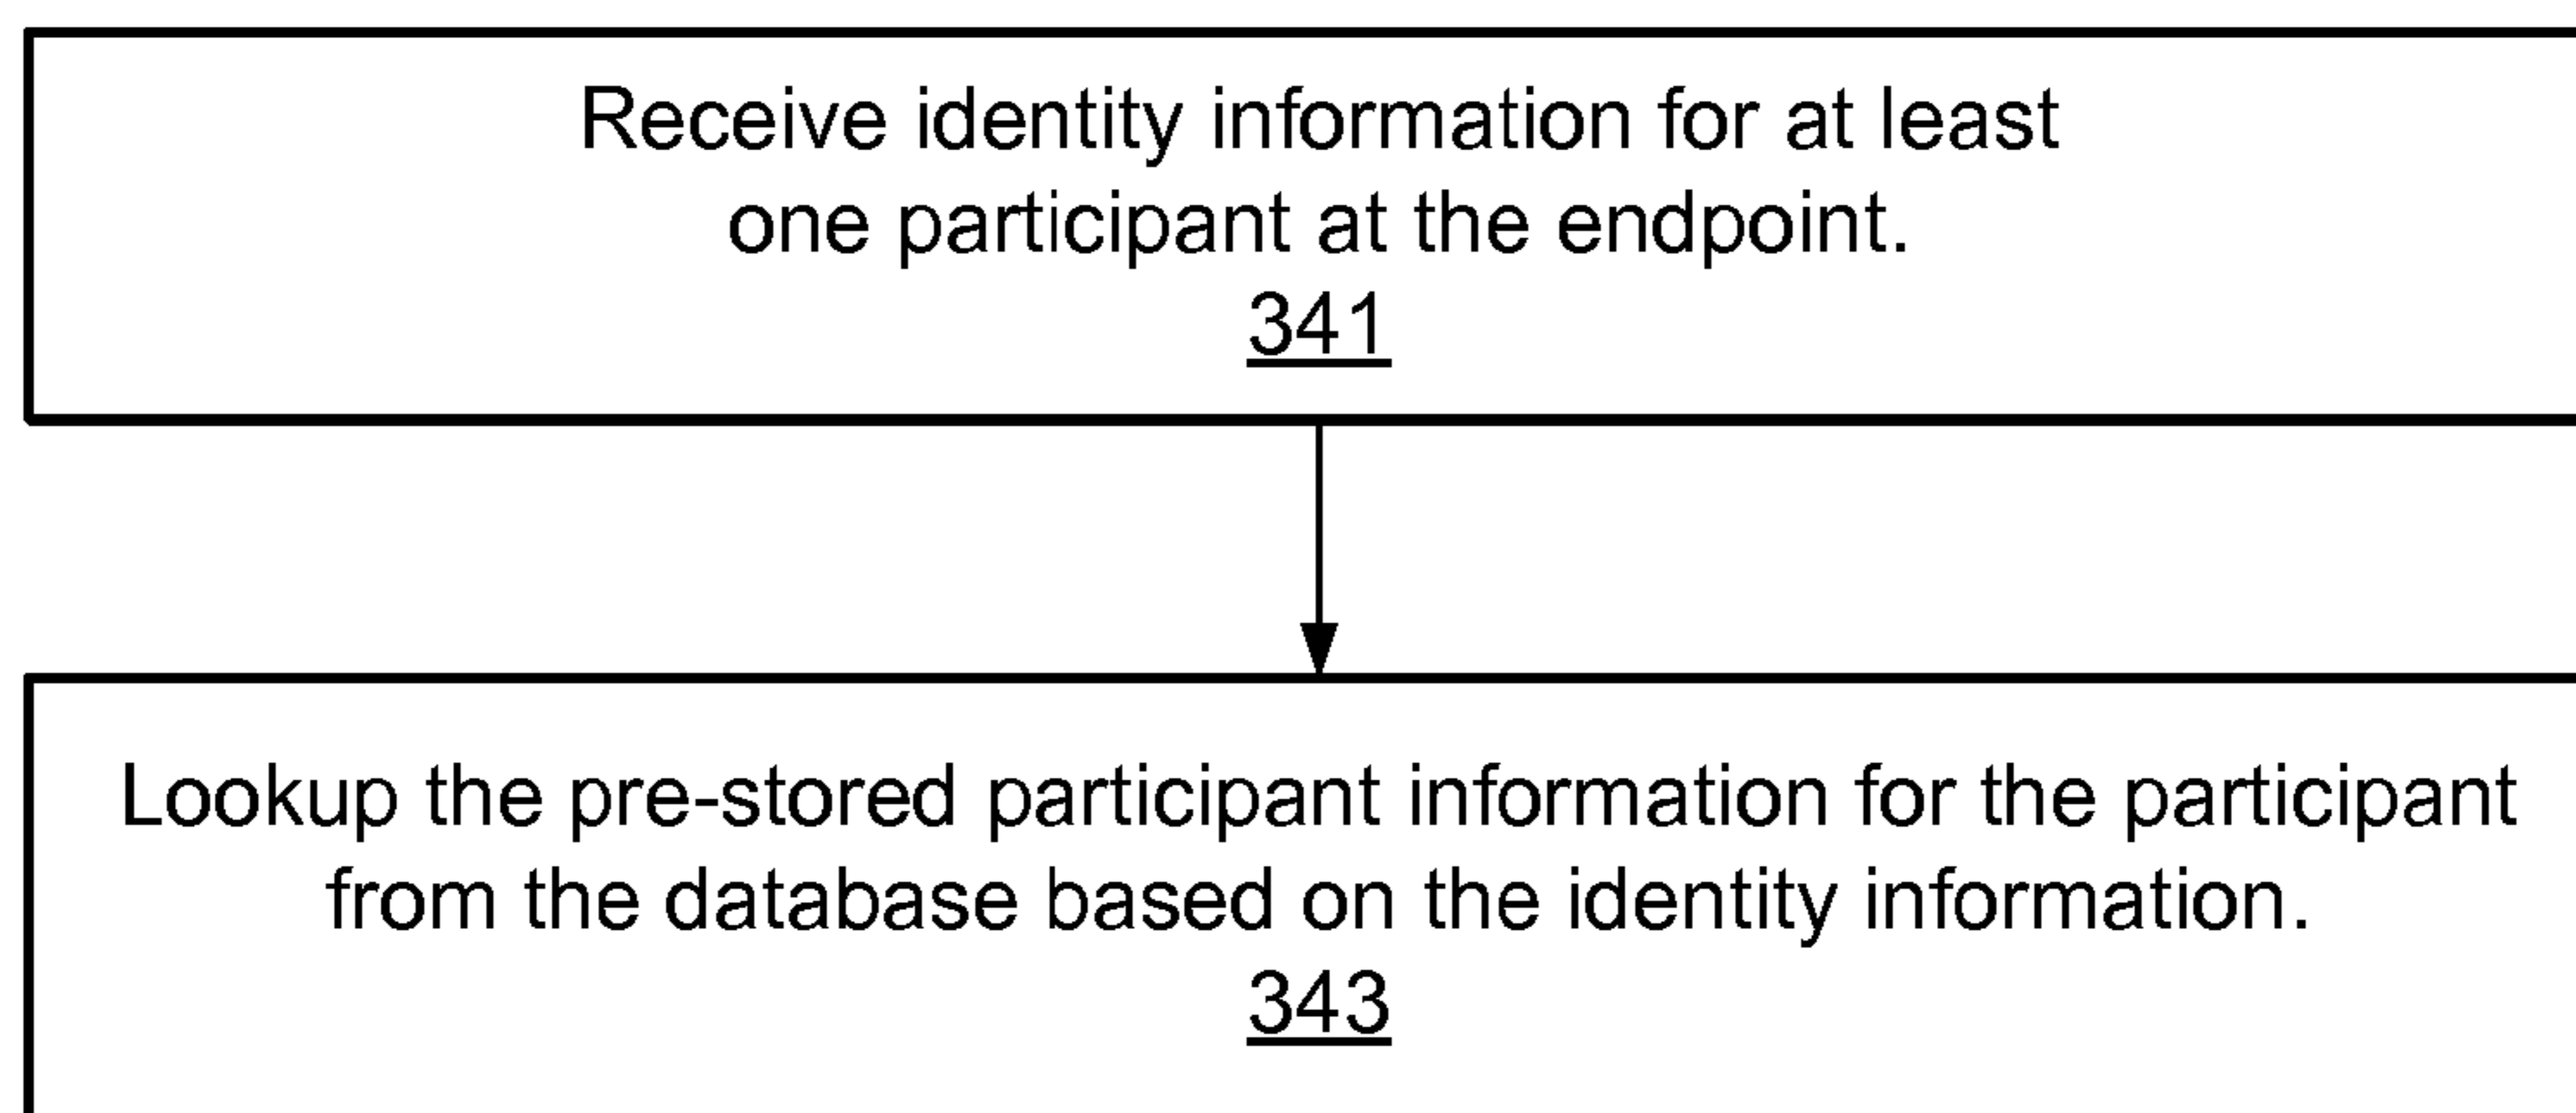 Receive identity information for at least
one participant at the endpoint.
341
Lookup the pre-stored participant information for the participant
from the database based on the identity information.
343